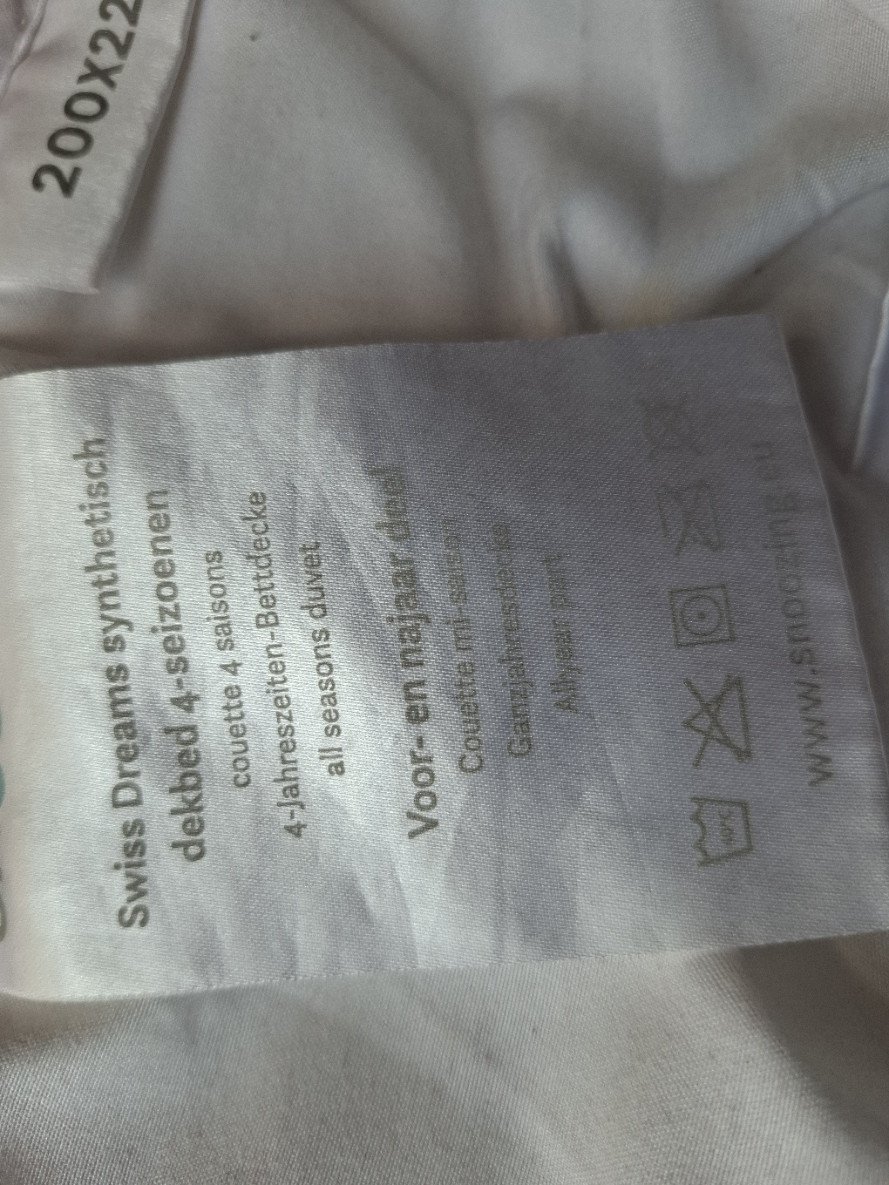 200X22
Swiss Dreams synthetisch
dekbed 4-seizoenen
couette 4 saisons
4-Jahreszeiten-Bettdecke
all seasons duvet
Voor- en najaar deel
Couette mi-saison
Ganzjahresdecke
Allyear part
www.snoozing.eu